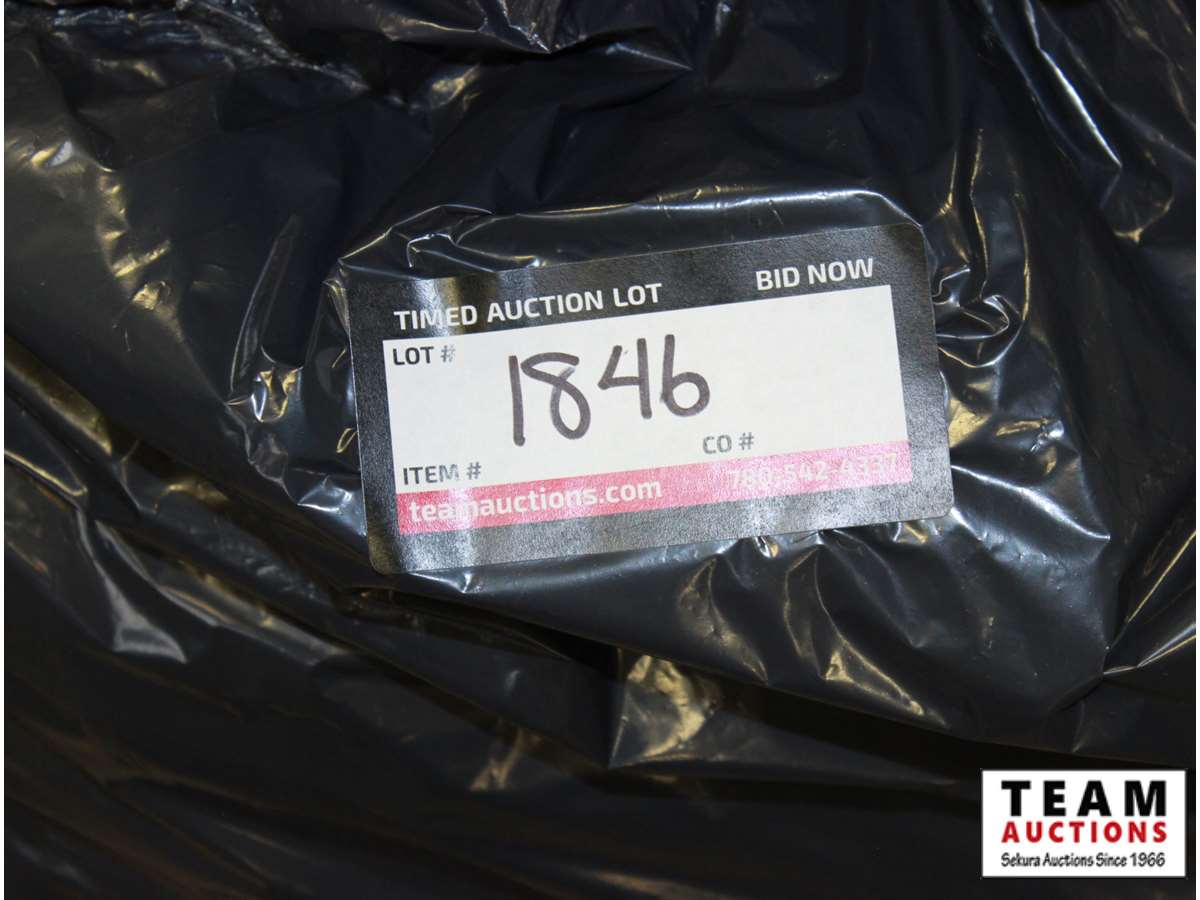 TIMED AUCTION LOT BID NOW
LOT # 1846
ITEM # CO #
teamauctions.com 780-542-4337
TEAM
AUCTIONS
Sekura Auctions Since 1966